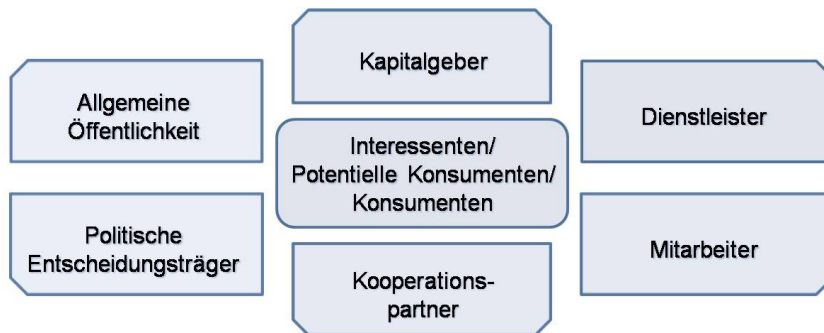 Kapitalgeber
Allgemeine
Öffentlichkeit
Dienstleister
Interessenten/
Potentielle Konsumenten/
Konsumenten
Politische
Entscheidungsträger
Mitarbeiter
Kooperations-
partner